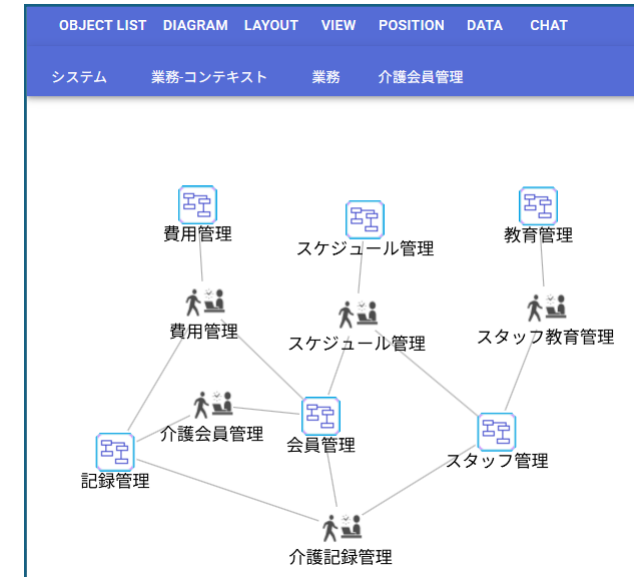 OBJECT LIST DIAGRAM LAYOUT VIEW POSITION DATA CHAT
システム 業務-コンテキスト 業務 介護会員管理
費用管理
スケジュール管理
教育管理
費用管理
スケジュール管理
スタッフ教育管理
介護会員管理
会員管理
スタッフ管理
記録管理
介護記録管理